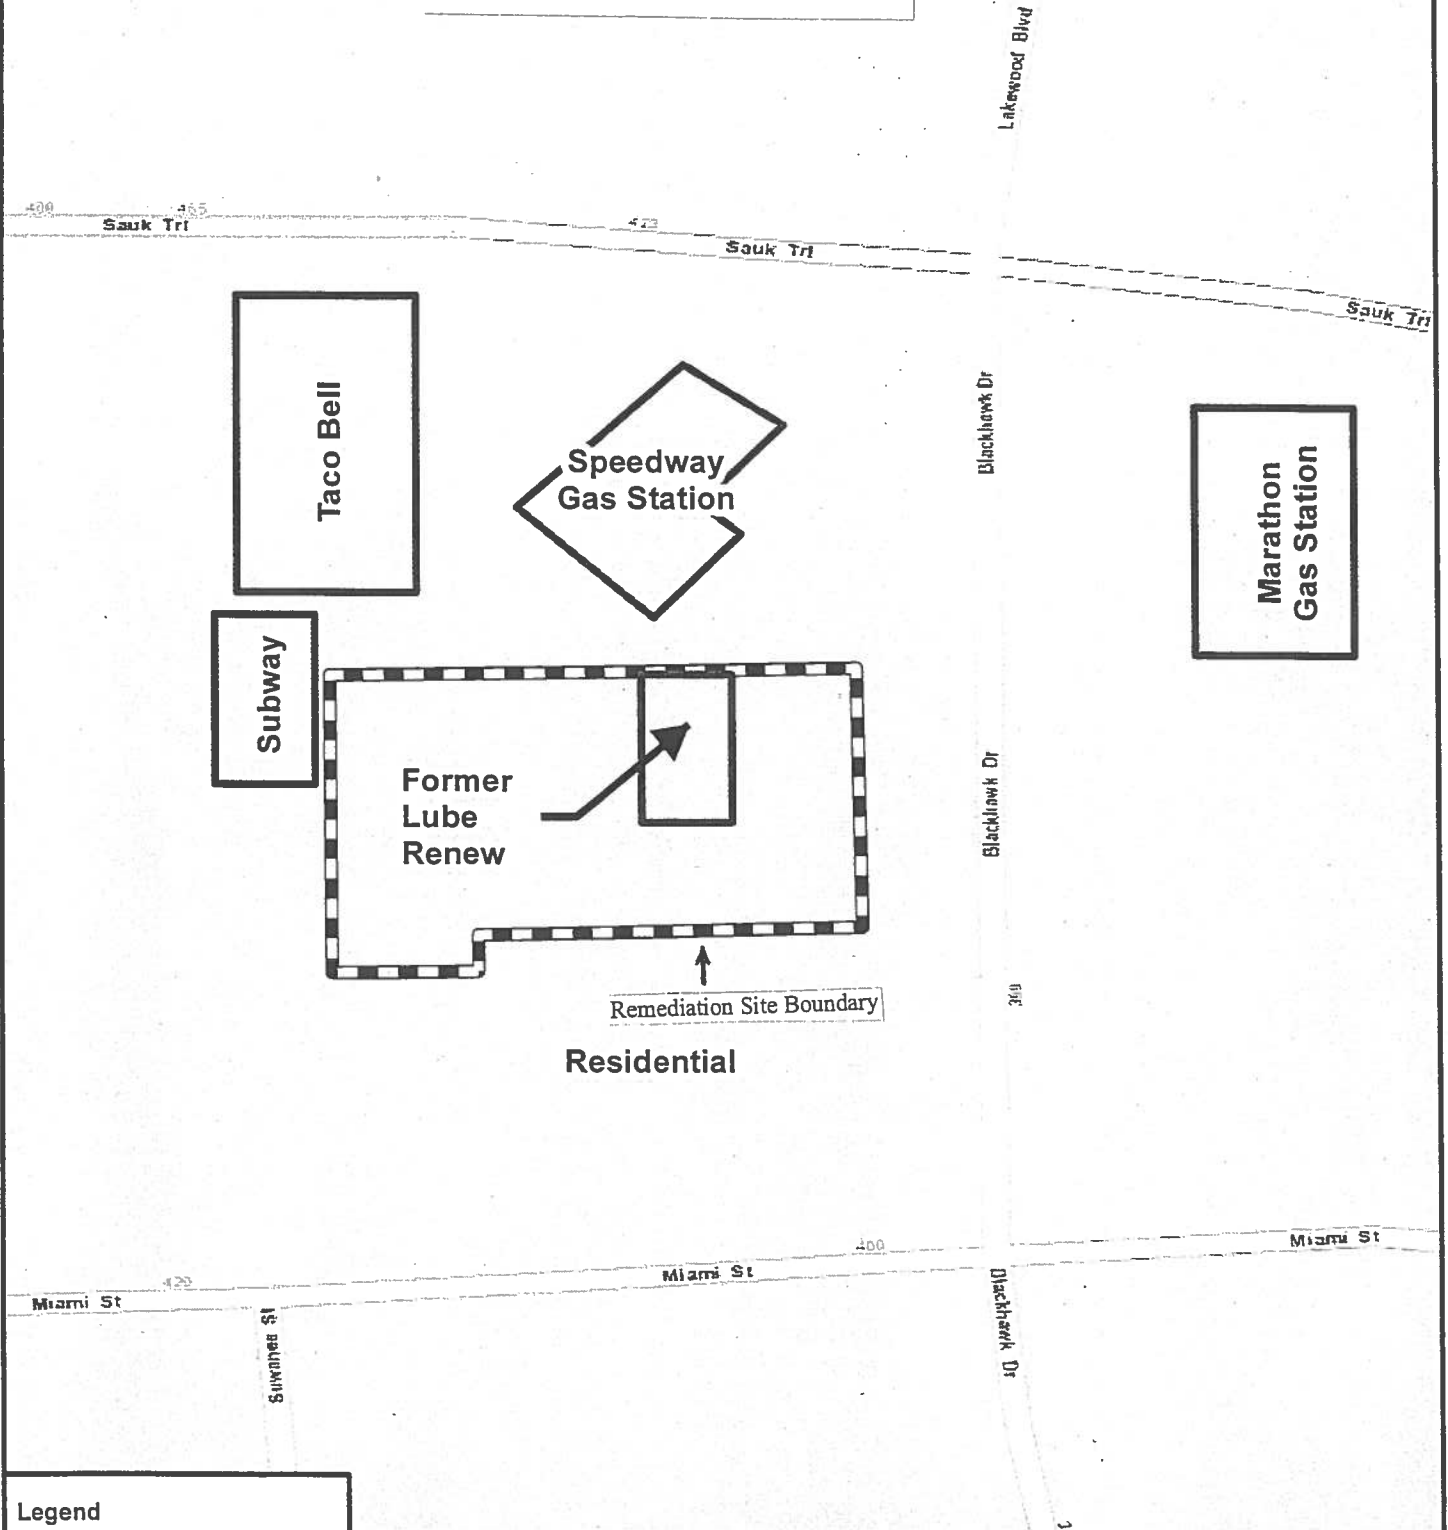 Lakewood Blvd
465
Sauk Trl
Sauk Trl
Sauk Trl
Taco Bell
Speedway
Gas Station
Blackhawk Dr
Marathon
Gas Station
Subway
Former
Lube
Renew
Blackhawk Dr
Remediation Site Boundary
Residential
400
Miami St
Miami St
Miami St
Suwanee St
Blackhawk Dr
Legend